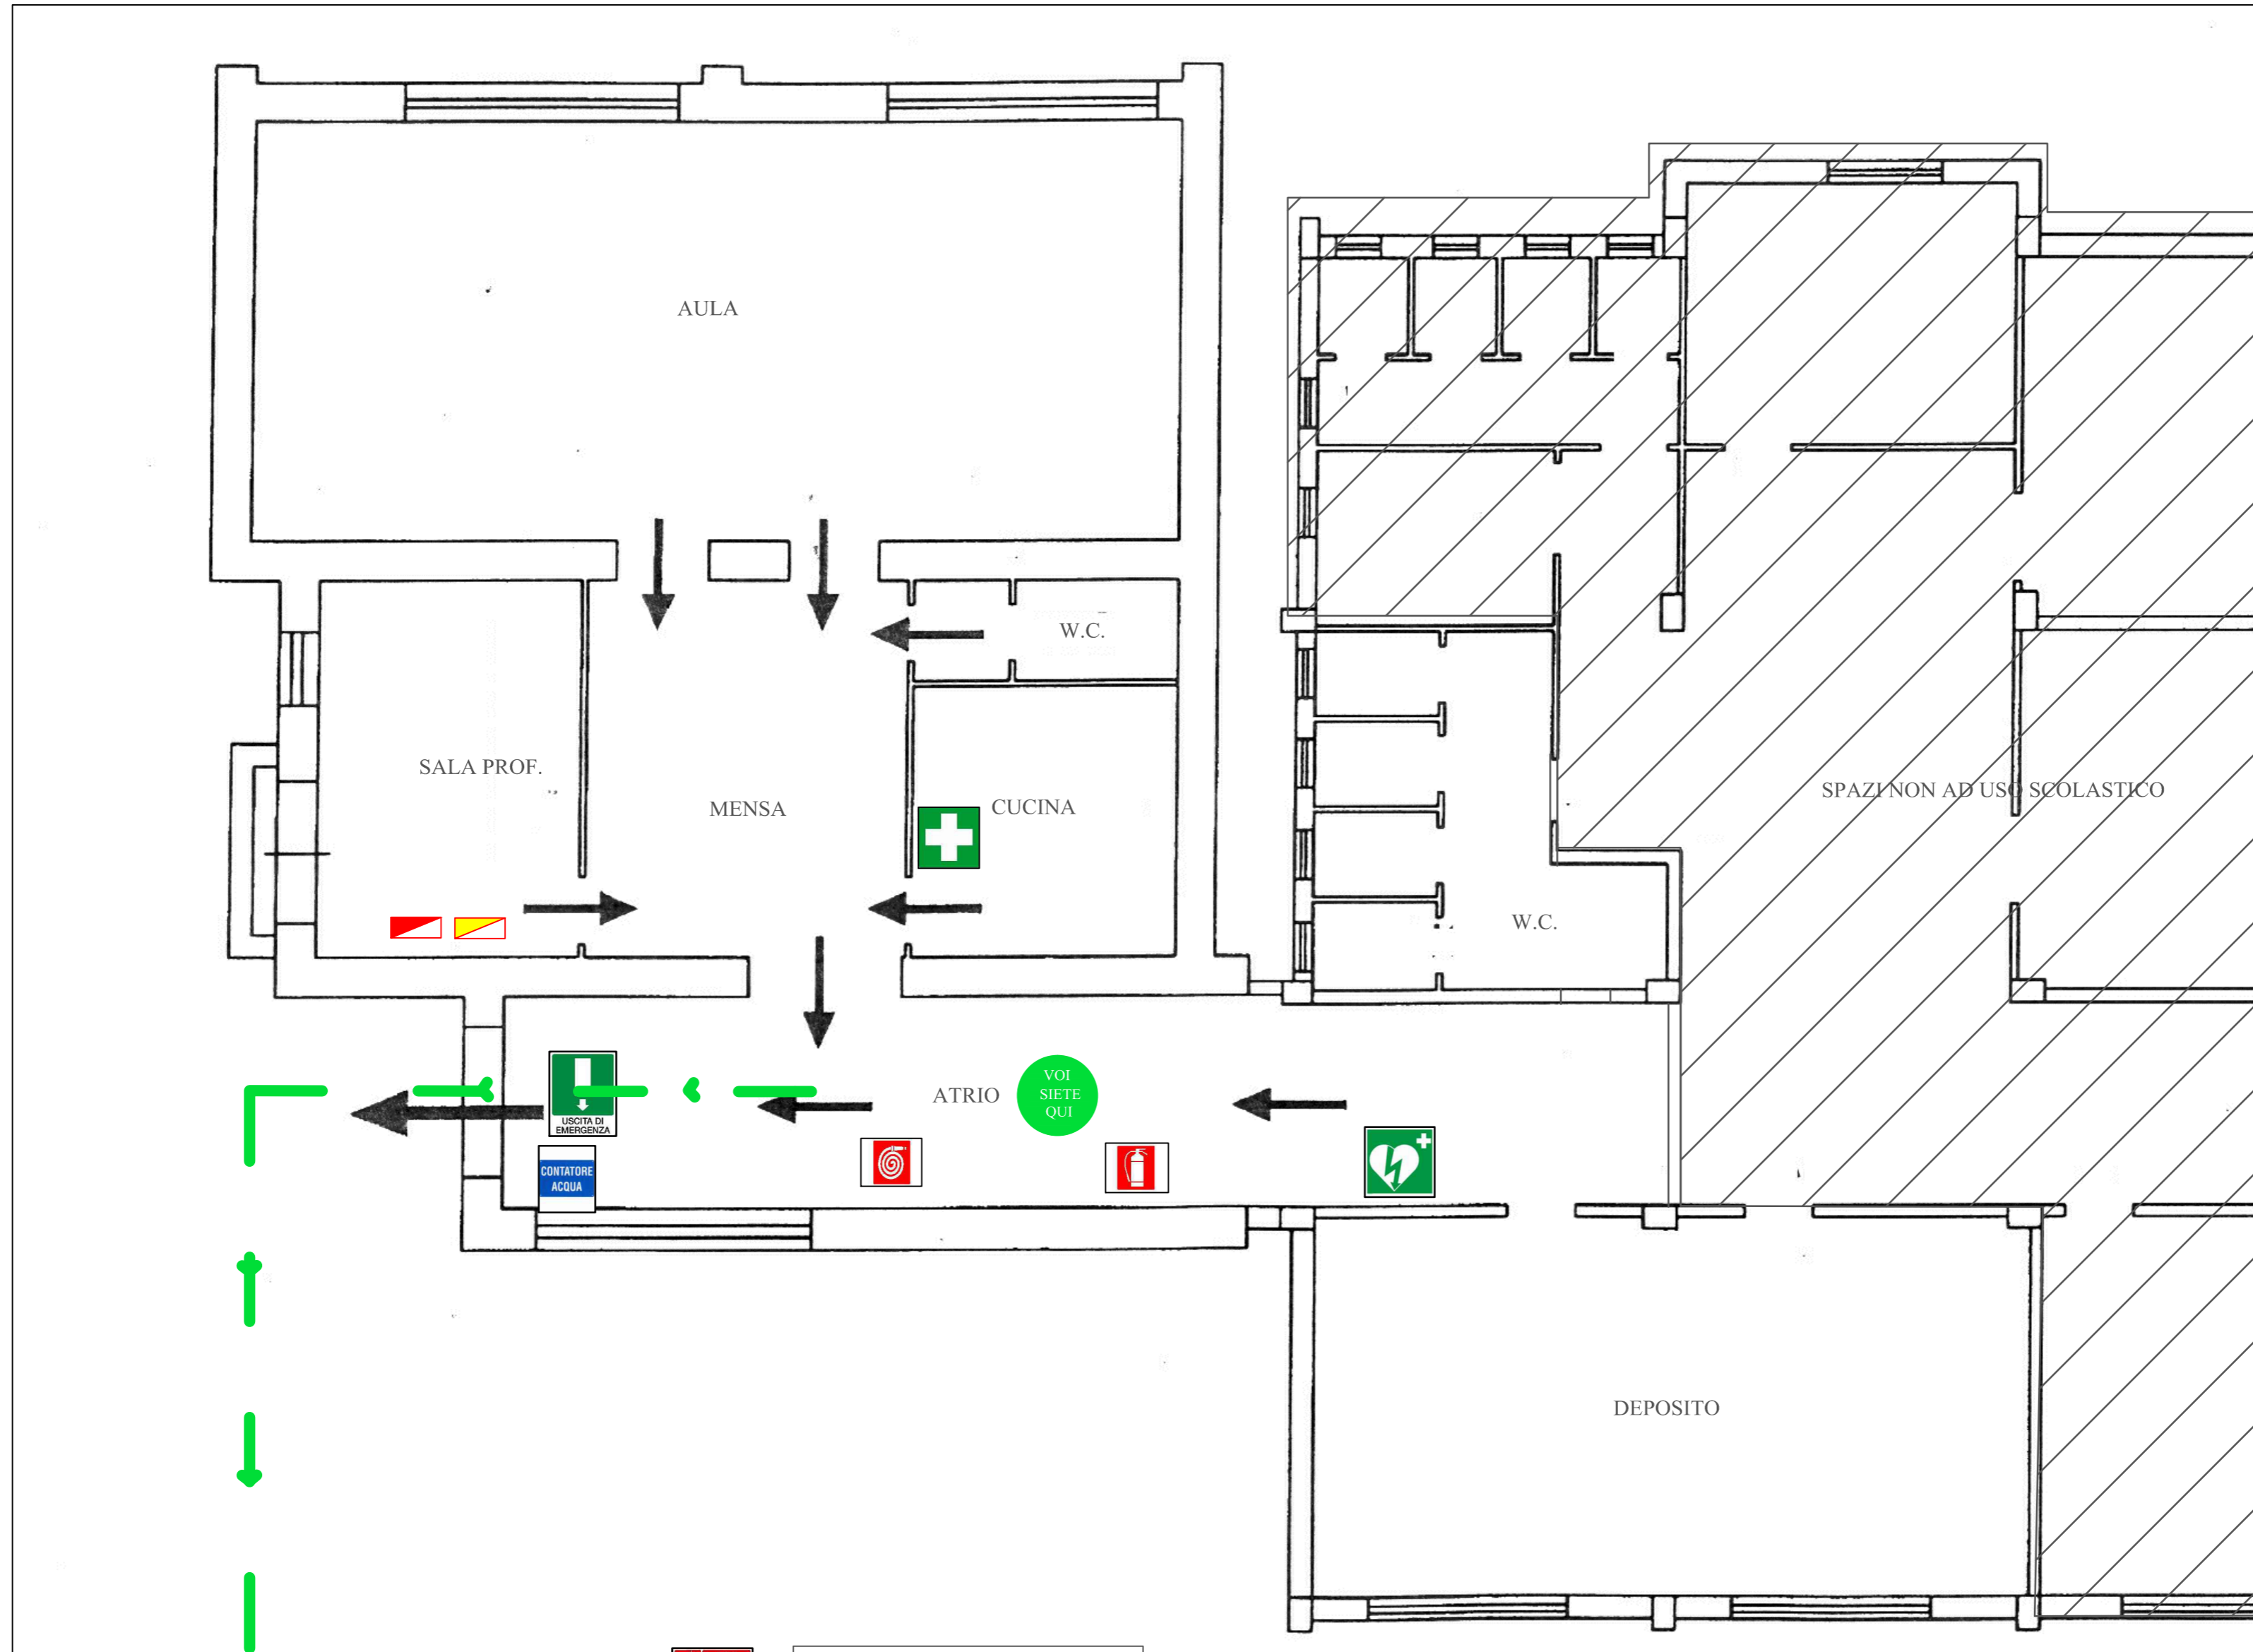 AULA
W.C.
SALA PROF.
MENSA
CUCINA
SPAZI NON AD USO SCOLASTICO
W.C.
VOI
SIETE
QUI
ATRIO
USCITA DI
EMERGENZA
CONTATORE
ACQUA
DEPOSITO